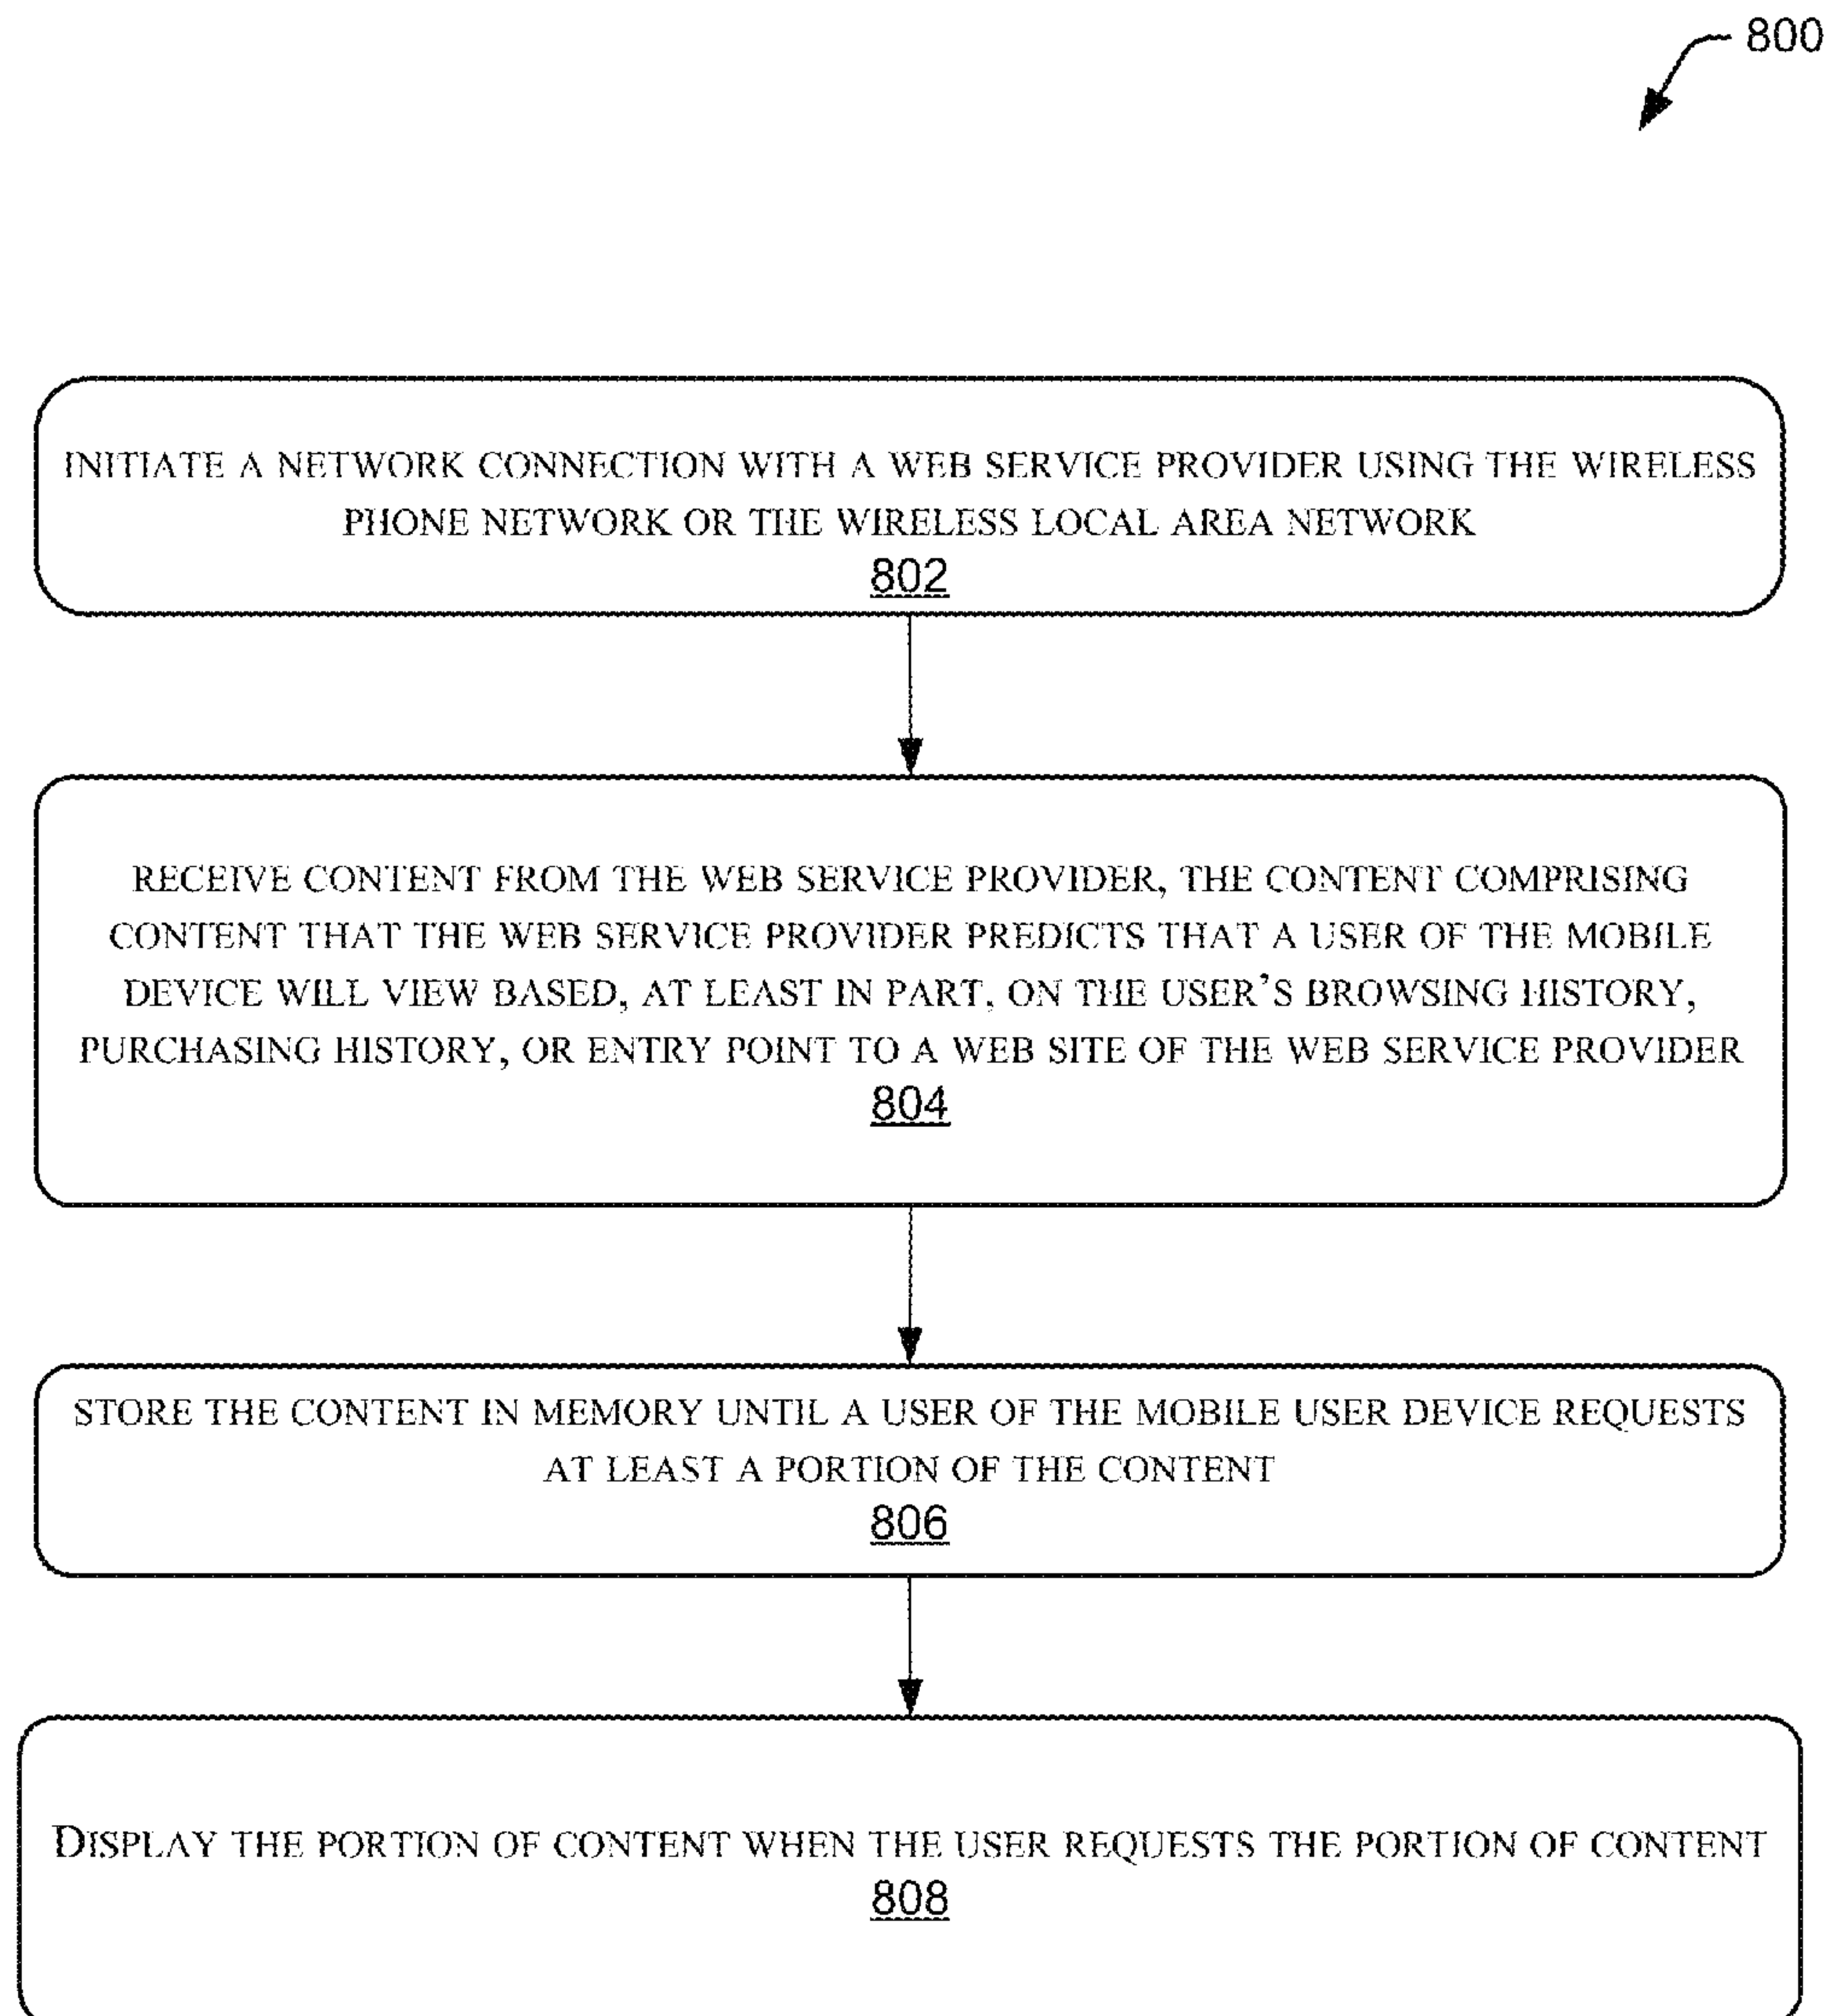 800
INITIATE A NETWORK CONNECTION WITH A WEB SERVICE PROVIDER USING THE WIRELESS
PHONE NETWORK OR THE WIRELESS LOCAL AREA NETWORK
802
RECEIVE CONTENT FROM THE WEB SERVICE PROVIDER, THE CONTENT COMPRISING
CONTENT THAT THE WEB SERVICE PROVIDER PREDICTS THAT A USER OF THE MOBILE
DEVICE WILL VIEW BASED, AT LEAST IN PART, ON THE USER'S BROWSING HISTORY,
PURCHASING HISTORY, OR ENTRY POINT TO A WEB SITE OF THE WEB SERVICE PROVIDER
804
STORE THE CONTENT IN MEMORY UNTIL A USER OF THE MOBILE USER DEVICE REQUESTS
AT LEAST A PORTION OF THE CONTENT
806
DISPLAY THE PORTION OF CONTENT WHEN THE USER REQUESTS THE PORTION OF CONTENT
808